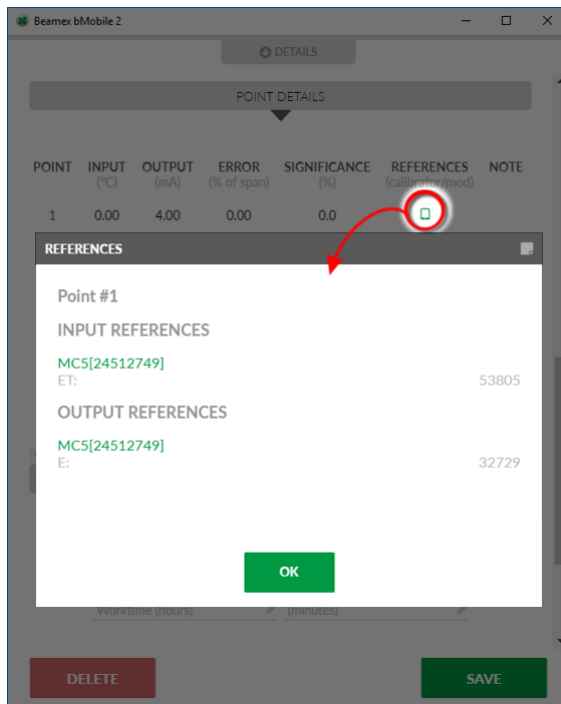 Beamex bMobile 2
DETAILS
POINT DETAILS
POINT INPUT OUTPUT ERROR SIGNIFICANCE REFERENCES NOTE
(°C) (mA) (% of span) (%) (calibrator/mod)
1 0.00 4.00 0.00 0.0
REFERENCES
Point #1
INPUT REFERENCES
MC5[24512749]
ET: 53805
OUTPUT REFERENCES
MC5[24512749]
E: 32729
OK
Worktime (hours) (minutes)
DELETE SAVE